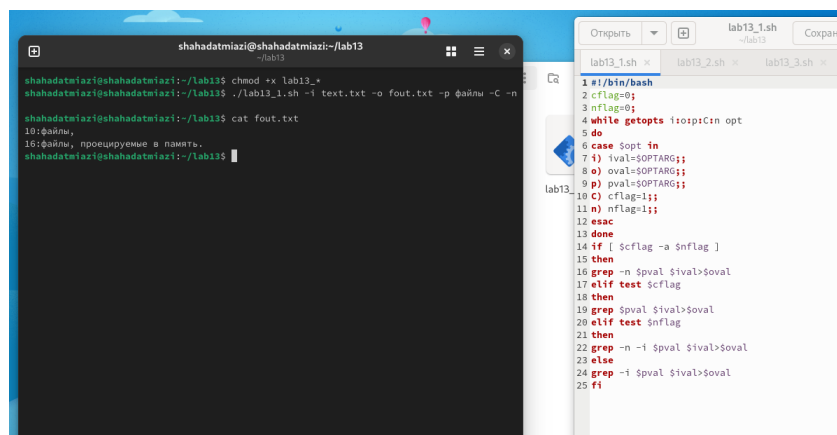 shahadatmiazi@shahadatmiazi:~/lab13
~/lab13
shahadatmiazi@shahadatmiazi:~/lab13$ chmod +x lab13_*
shahadatmiazi@shahadatmiazi:~/lab13$ ./lab13_1.sh -i text.txt -o fout.txt -p файлы -C -n
shahadatmiazi@shahadatmiazi:~/lab13$ cat fout.txt
10:файлы,
16:файлы, проецируемые в память.
shahadatmiazi@shahadatmiazi:~/lab13$
lab13_
Открыть
lab13_1.sh
~/lab13
Сохран
lab13_1.sh × lab13_2.sh × lab13_3.sh ×
1 #!/bin/bash
2 cflag=0;
3 nflag=0;
4 while getopts i:o:p:C:n opt
5 do
6 case $opt in
7 i) ival=$OPTARG;;
8 o) oval=$OPTARG;;
9 p) pval=$OPTARG;;
10 C) cflag=1;;
11 n) nflag=1;;
12 esac
13 done
14 if [ $cflag -a $nflag ]
15 then
16 grep -n $pval $ival>$oval
17 elif test $cflag
18 then
19 grep $pval $ival>$oval
20 elif test $nflag
21 then
22 grep -n -i $pval $ival>$oval
23 else
24 grep -i $pval $ival>$oval
25 fi